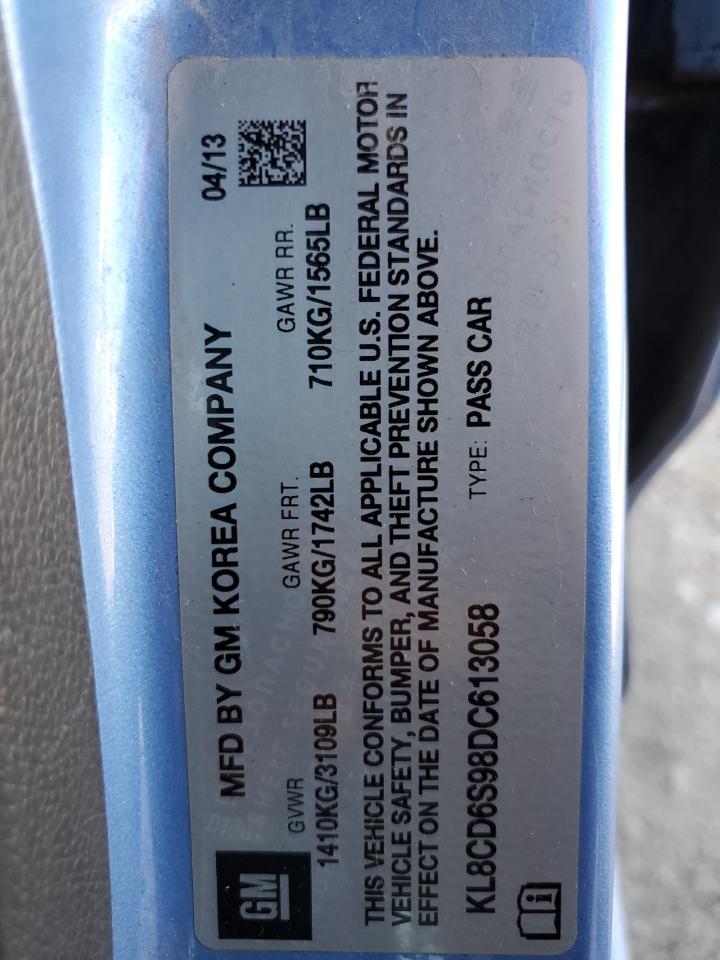 GM
MFD BY GM KOREA COMPANY 04/13
GVWR GAWR FRT. GAWR RR.
1410KG/3109LB 790KG/1742LB 710KG/1565LB
THIS VEHICLE CONFORMS TO ALL APPLICABLE U.S. FEDERAL MOTOR
VEHICLE SAFETY, BUMPER, AND THEFT PREVENTION STANDARDS IN
EFFECT ON THE DATE OF MANUFACTURE SHOWN ABOVE.
KL8CD6S98DC613058 TYPE: PASS CAR